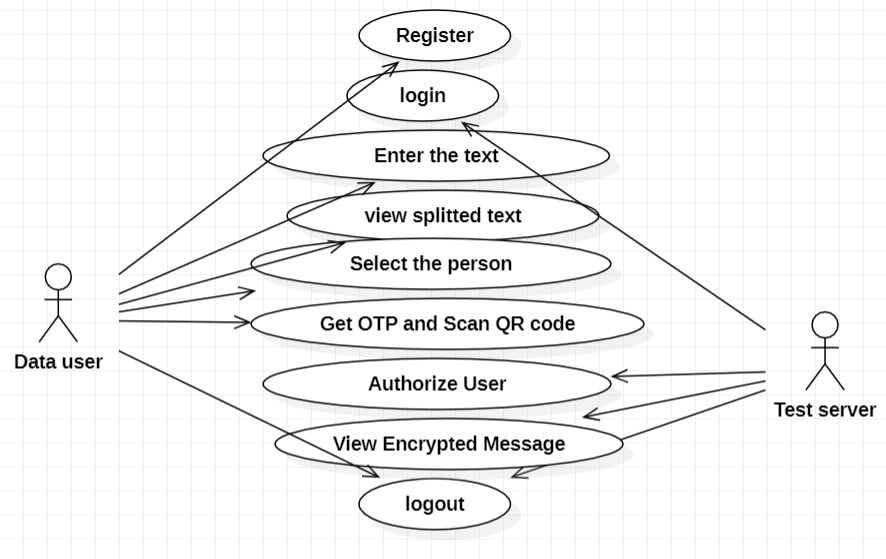 Register
login
Enter the text
view splitted text
Select the person
Get OTP and Scan QR code
Data user
Authorize User
Test server
View Encrypted Message
logout